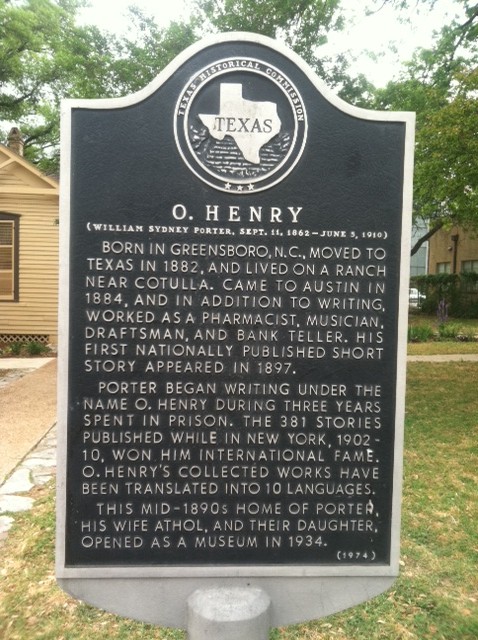 TEXAS HISTORICAL COMMISSION
TEXAS
O. HENRY
(WILLIAM SYDNEY PORTER, SEPT. 11, 1862 – JUNE 5, 1910)
BORN IN GREENSBORO, N.C., MOVED TO
TEXAS IN 1882, AND LIVED ON A RANCH
NEAR COTULLA. CAME TO AUSTIN IN
1884, AND IN ADDITION TO WRITING,
WORKED AS A PHARMACIST, MUSICIAN,
DRAFTSMAN, AND BANK TELLER. HIS
FIRST NATIONALLY PUBLISHED SHORT
STORY APPEARED IN 1897.
PORTER BEGAN WRITING UNDER THE
NAME O. HENRY DURING THREE YEARS
SPENT IN PRISON. THE 381 STORIES
PUBLISHED WHILE IN NEW YORK, 1902-
10, WON HIM INTERNATIONAL FAME.
O. HENRY'S COLLECTED WORKS HAVE
BEEN TRANSLATED INTO 10 LANGUAGES.
THIS MID-1890s HOME OF PORTER,
HIS WIFE ATHOL, AND THEIR DAUGHTER,
OPENED AS A MUSEUM IN 1934.
(1974)